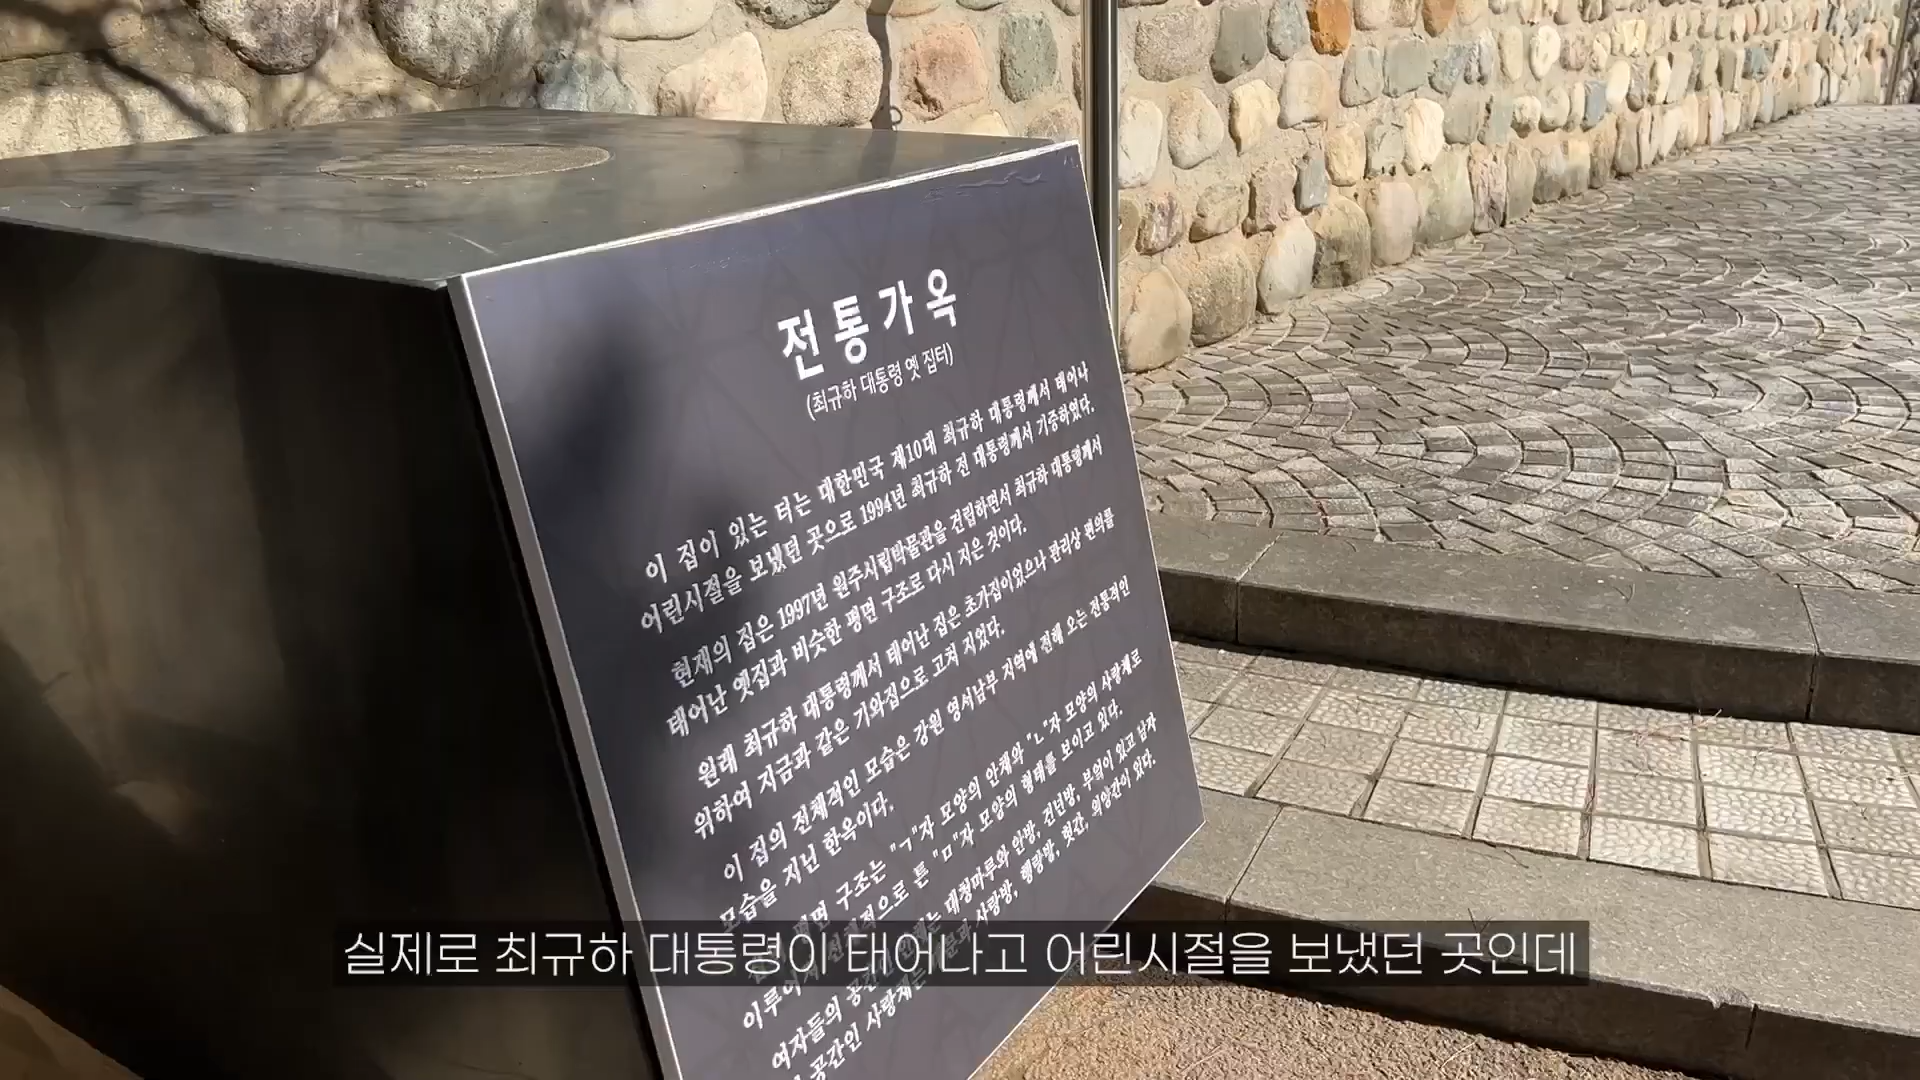 전통가옥
(최규하 대통령 옛 집터)
이 집이 있는 터는 대한민국 제10대 최규하 대통령께서 태어나
어린시절을 보냈던 곳으로 1994년 최규하 전 대통령께서 기증하였다.
현재의 집은 1997년 원주시립박물관을 건립하면서 최규하 대통령께서
태어난 옛집과 비슷한 평면 구조로 다시 지은 것이다.
원래 최규하 대통령께서 태어난 집은 초가집이었으나 관리상 편의를
위하여 지금과 같은 기와집으로 고쳐 지었다.
이 집의 전체적인 모습은 강원 영서남부 지역에 전해 오는 전통적인
모습을 지닌 한옥이다.
평면 구조는 "ㄱ"자 모양의 안채와 "ㄴ"자 모양의 사랑채로
튼 "ㅁ"자 모양의 형태를 보이고 있다.
여자들의 대청마루와 안방, 건넌방, 부엌이 있고 남자
공간인 사랑채는 사랑방, 행랑방, 헛간, 외양간이 있다.
실제로 최규하 대통령이 태어나고 어린시절을 보냈던 곳인데